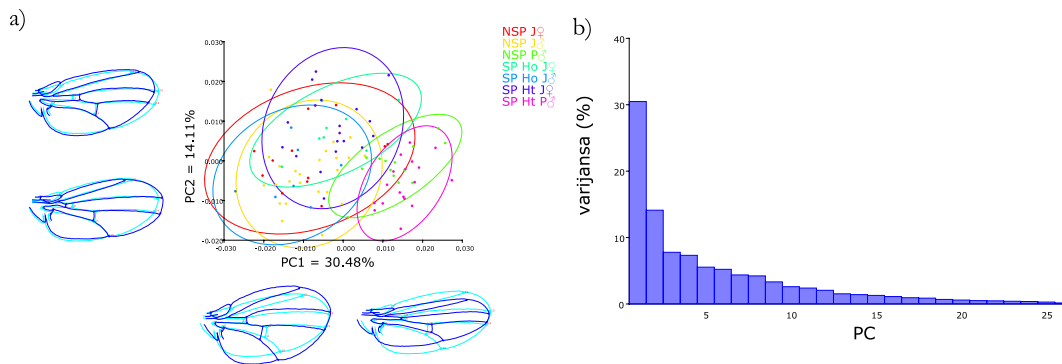 a)
0.030
0.020
0.010
0.000
-0.010
-0.020
-0.030
-0.020
-0.010
0.000
0.010
0.020
0.030
PC2 = 14.11%
PC1 = 30.48%
NSP J♀
NSP J♂
NSP P♂
SP Ho J♀
SP Ho J♂
SP Ht J♀
SP Ht P♂
b)
40
30
20
10
0
varijansa (%)
5
10
15
20
25
PC